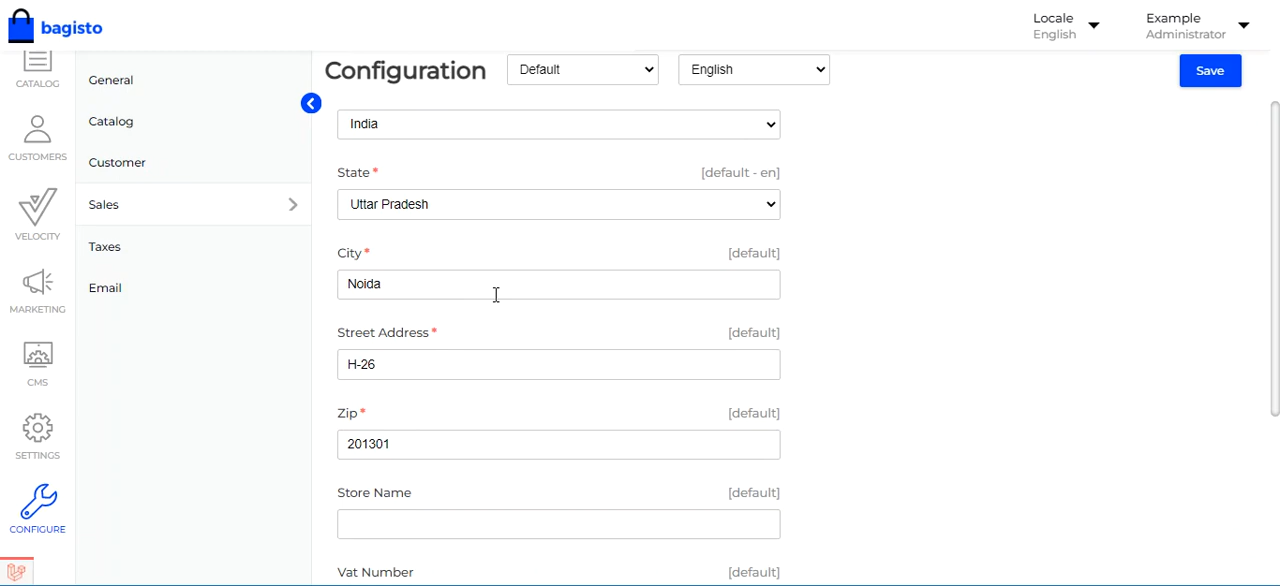 bagisto
Locale
English
Example
Administrator
CATALOG
CUSTOMERS
VELOCITY
MARKETING
CMS
SETTINGS
CONFIGURE
General
Catalog
Customer
Sales
Taxes
Email
Configuration
Default
English
Save
India
State * [default - en]
Uttar Pradesh
City * [default]
Noida
Street Address * [default]
H-26
Zip * [default]
201301
Store Name [default]
Vat Number [default]